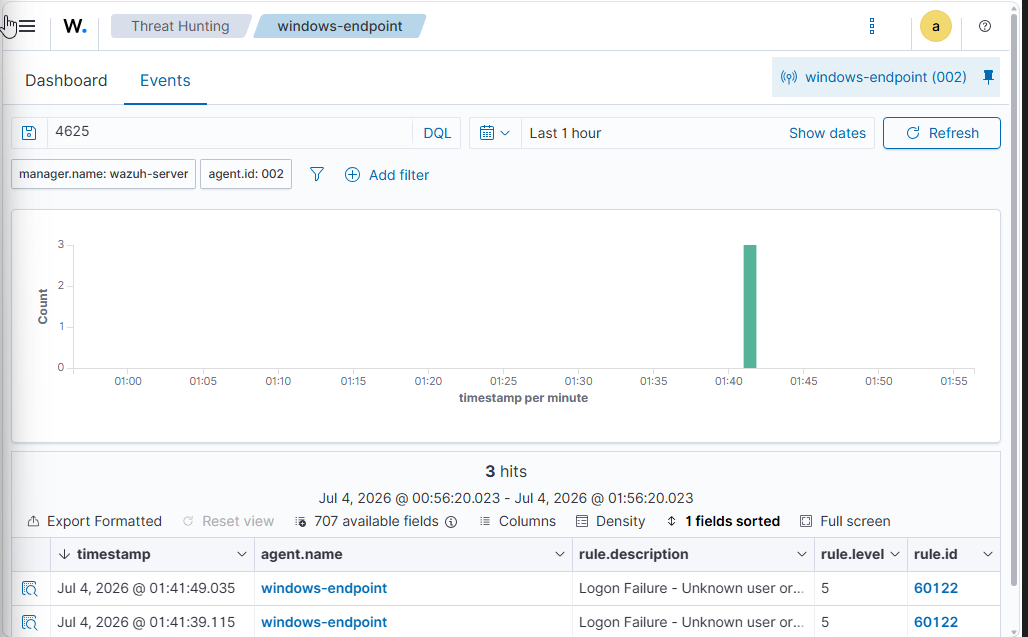 W. Threat Hunting windows-endpoint a
Dashboard Events windows-endpoint (002)
4625 DQL Last 1 hour Show dates Refresh
manager.name: wazuh-server agent.id: 002 Add filter
3
2
1
0
Count
01:00 01:05 01:10 01:15 01:20 01:25 01:30 01:35 01:40 01:45 01:50 01:55
timestamp per minute
3 hits
Jul 4, 2026 @ 00:56:20.023 - Jul 4, 2026 @ 01:56:20.023
Export Formatted Reset view 707 available fields Columns Density 1 fields sorted Full screen
timestamp agent.name rule.description rule.level rule.id
Jul 4, 2026 @ 01:41:49.035 windows-endpoint Logon Failure - Unknown user or... 5 60122
Jul 4, 2026 @ 01:41:39.115 windows-endpoint Logon Failure - Unknown user or... 5 60122